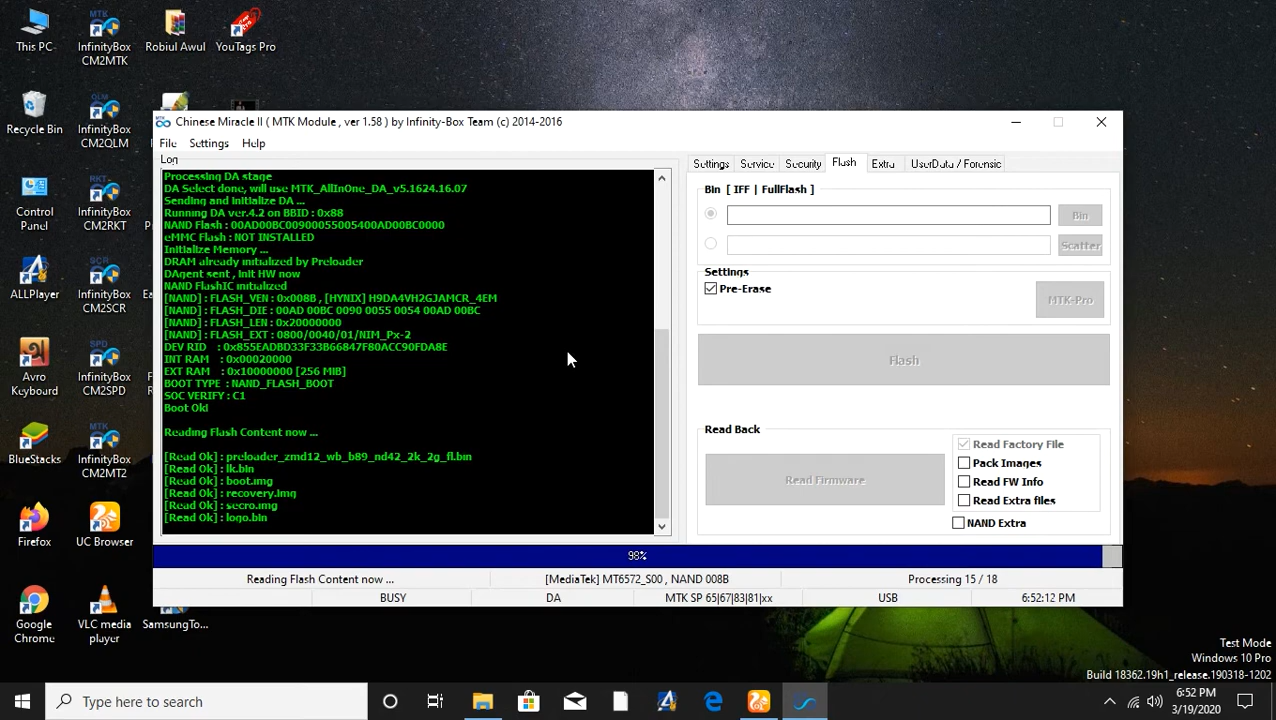 This PC
InfinityBox CM2MTK
Robiul Awul
YouTags Pro
Recycle Bin
InfinityBox CM2QLM
Control Panel
InfinityBox CM2RKT
ALLPlayer
InfinityBox CM2SCR
Avro Keyboard
InfinityBox CM2SPD
BlueStacks
InfinityBox CM2MT2
Firefox
UC Browser
Google Chrome
VLC media player
SamsungTo...
Chinese Miracle II ( MTK Module , ver 1.58 ) by Infinity-Box Team (c) 2014-2016
File Settings Help
Log
Processing DA stage
DA Select done, will use MTK_AllInOne_DA_v5.1624.16.07
Sending and initialize DA ...
Running DA ver.4.2 on BBID : 0x88
NAND Flash : 00AD00BC00900055005400AD00BC0000
eMMC Flash : NOT INSTALLED
Initialize Memory ...
DRAM already initialized by Preloader
DAgent sent , init HW now
NAND FlashIC initialized
[NAND] : FLASH_VEN : 0x008B , [HYNIX] H9DA4VH2GJAMCR_4EM
[NAND] : FLASH_DIE : 00AD 00BC 0090 0055 0054 00AD 00BC
[NAND] : FLASH_LEN : 0x20000000
[NAND] : FLASH_EXT : 0800/0040/01/NIM_Px-2
DEV RID : 0x855EADBD33F33B66847F80ACC90FDA8E
INT RAM : 0x00020000
EXT RAM : 0x10000000 [256 MiB]
BOOT TYPE : NAND_FLASH_BOOT
SOC VERIFY : C1
Boot Ok!
Reading Flash Content now ...
[Read Ok] : preloader_zmd12_wb_b89_nd42_2k_2g_fl.bin
[Read Ok] : lk.bin
[Read Ok] : boot.img
[Read Ok] : recovery.img
[Read Ok] : secro.img
[Read Ok] : logo.bin
Settings Service Security Flash Extra UserData / Forensic
Bin [ IFF | FullFlash ]
Bin
Scatter
Settings
Pre-Erase
MTK-Pro
Flash
Read Back
Read Firmware
Read Factory File
Pack Images
Read FW Info
Read Extra files
NAND Extra
98%
Reading Flash Content now ... [MediaTek] MT6572_S00 , NAND 008B Processing 15 / 18
BUSY DA MTK SP 65|67|83|81|xx USB 6:52:12 PM
Test Mode
Windows 10 Pro
Build 18362.19h1_release.190318-1202
Type here to search
6:52 PM
3/19/2020